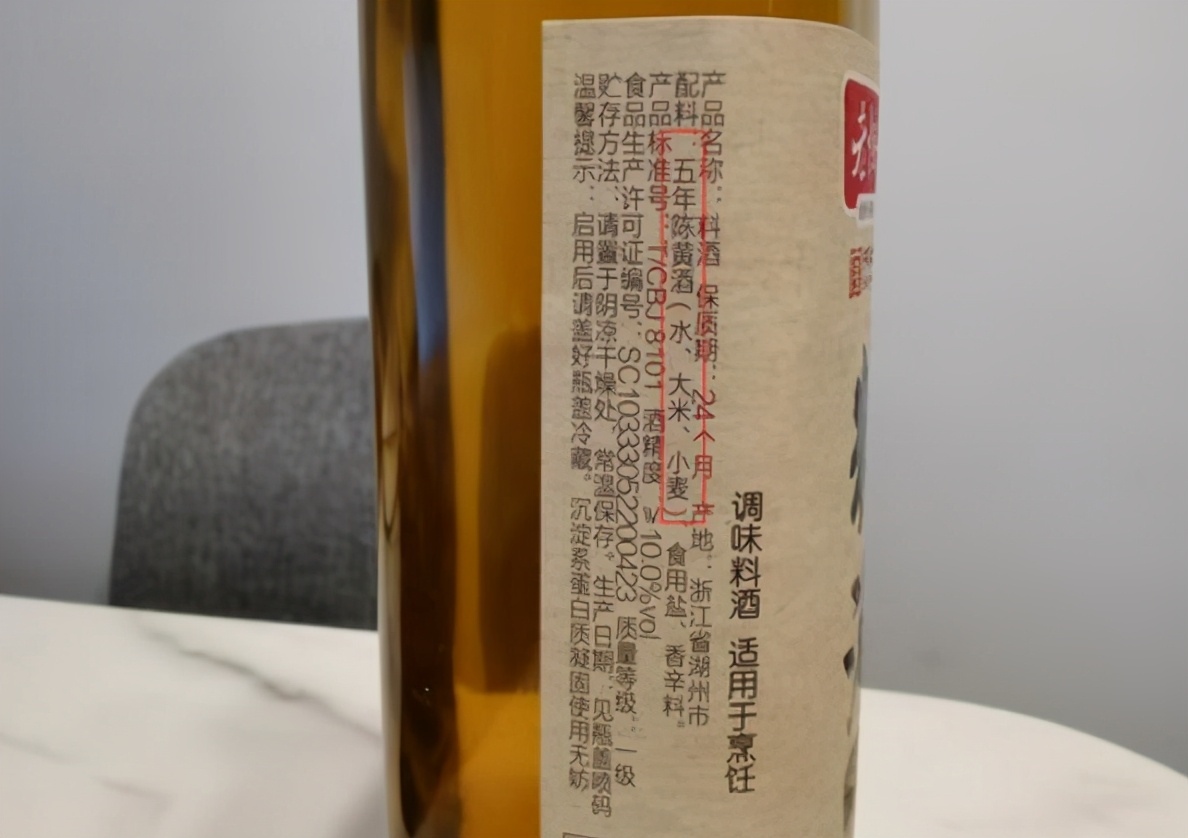 调味料酒 适用于烹饪
产品名称：料酒 保质期：24个月 产地：浙江省湖州市
配料：五年陈黄酒（水、大米、小麦）食用盐、香辛料
产品标准号：T/CBJ 8101 酒精度 10.0%vol
食品生产许可证编号：SC10333052200423 质量等级：一级
贮存方法：请置于阴凉干燥处，常温保存。生产日期：见瓶盖喷码
温馨提示：启用后请盖好瓶盖冷藏。沉淀系蛋白质凝固使用无妨